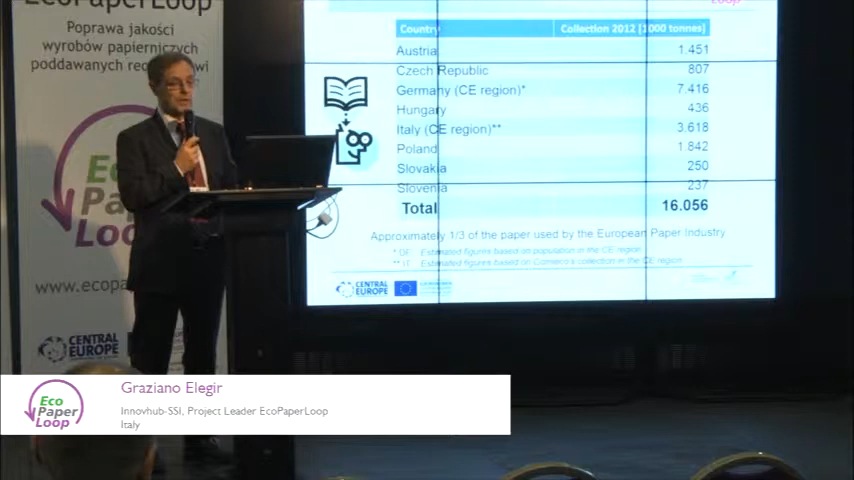 EcoPaperLoop
Poprawa jakości
wyrobów papierniczych
Eco
Loop
www.ecopa
CENTRAL
EUROPE
Loop
Country Collection 2012 [1000 tonnes]
Austria 1.451
Czech Republic 807
Germany (CE region)* 7.416
Hungary 436
Italy (CE region)** 3.618
Poland 1.842
Slovakia 250
Slovenia 237
Total 16.056
Approximately 1/3 of the paper used by the European Paper Industry
* DE: Estimated figures based on population in the CE region
** IT: Estimated figures based on Comieco's collection in the CE region
CENTRAL
EUROPE
Eco
Paper
Loop
Graziano Elegir
Innovhub-SSI, Project Leader EcoPaperLoop
Italy